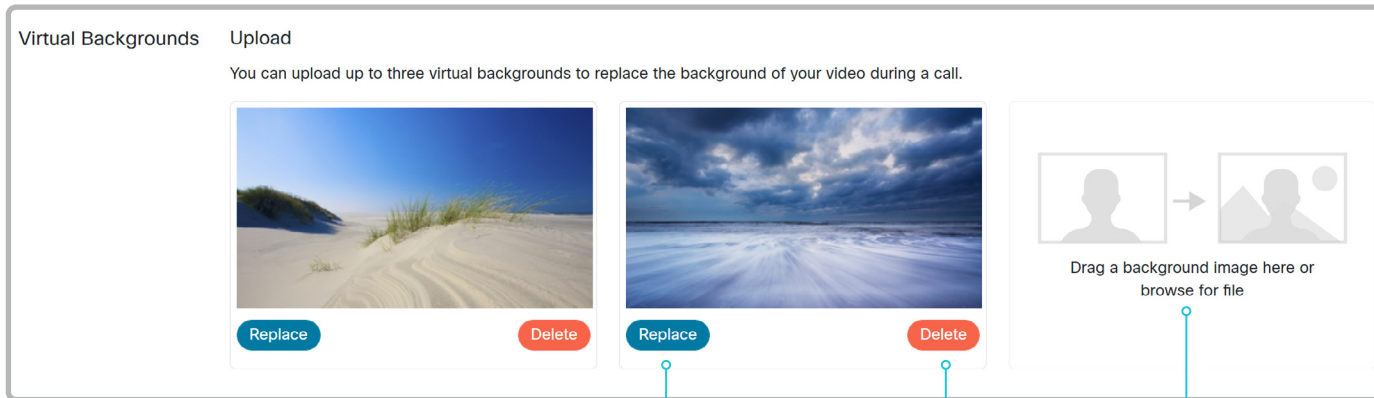 Virtual Backgrounds
Upload
You can upload up to three virtual backgrounds to replace the background of your video during a call.
Replace
Delete
Replace
Delete
Drag a background image here or
browse for file